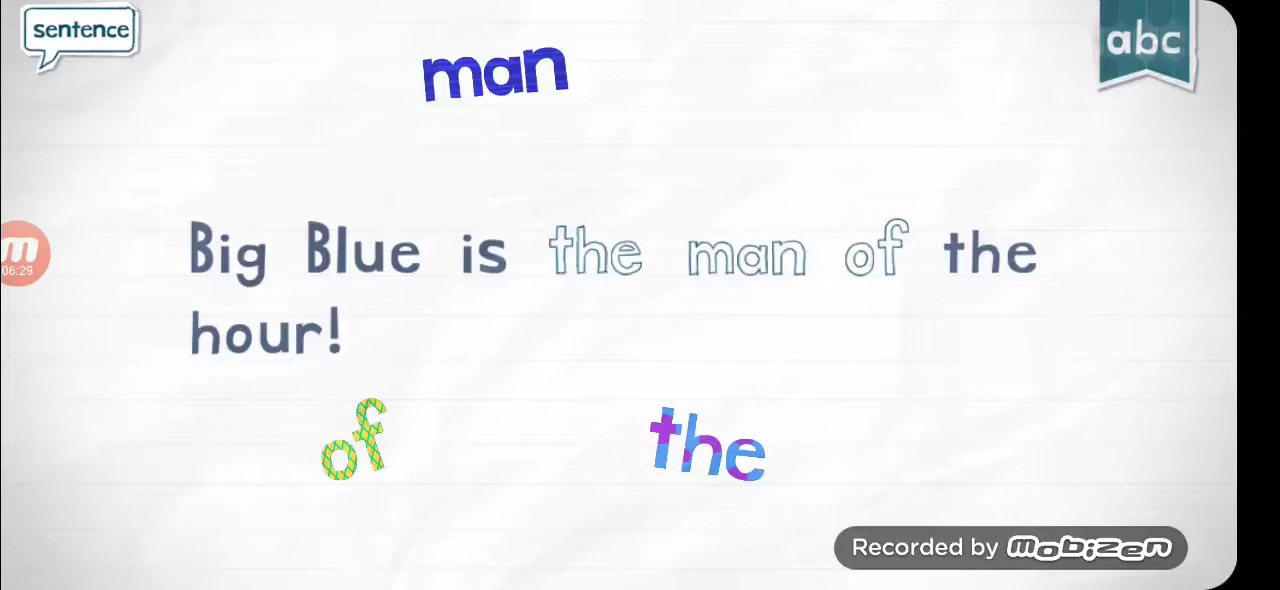 sentence
abc
man
Big Blue is the man of the
hour!
of
the
06:29
Recorded by mobizen